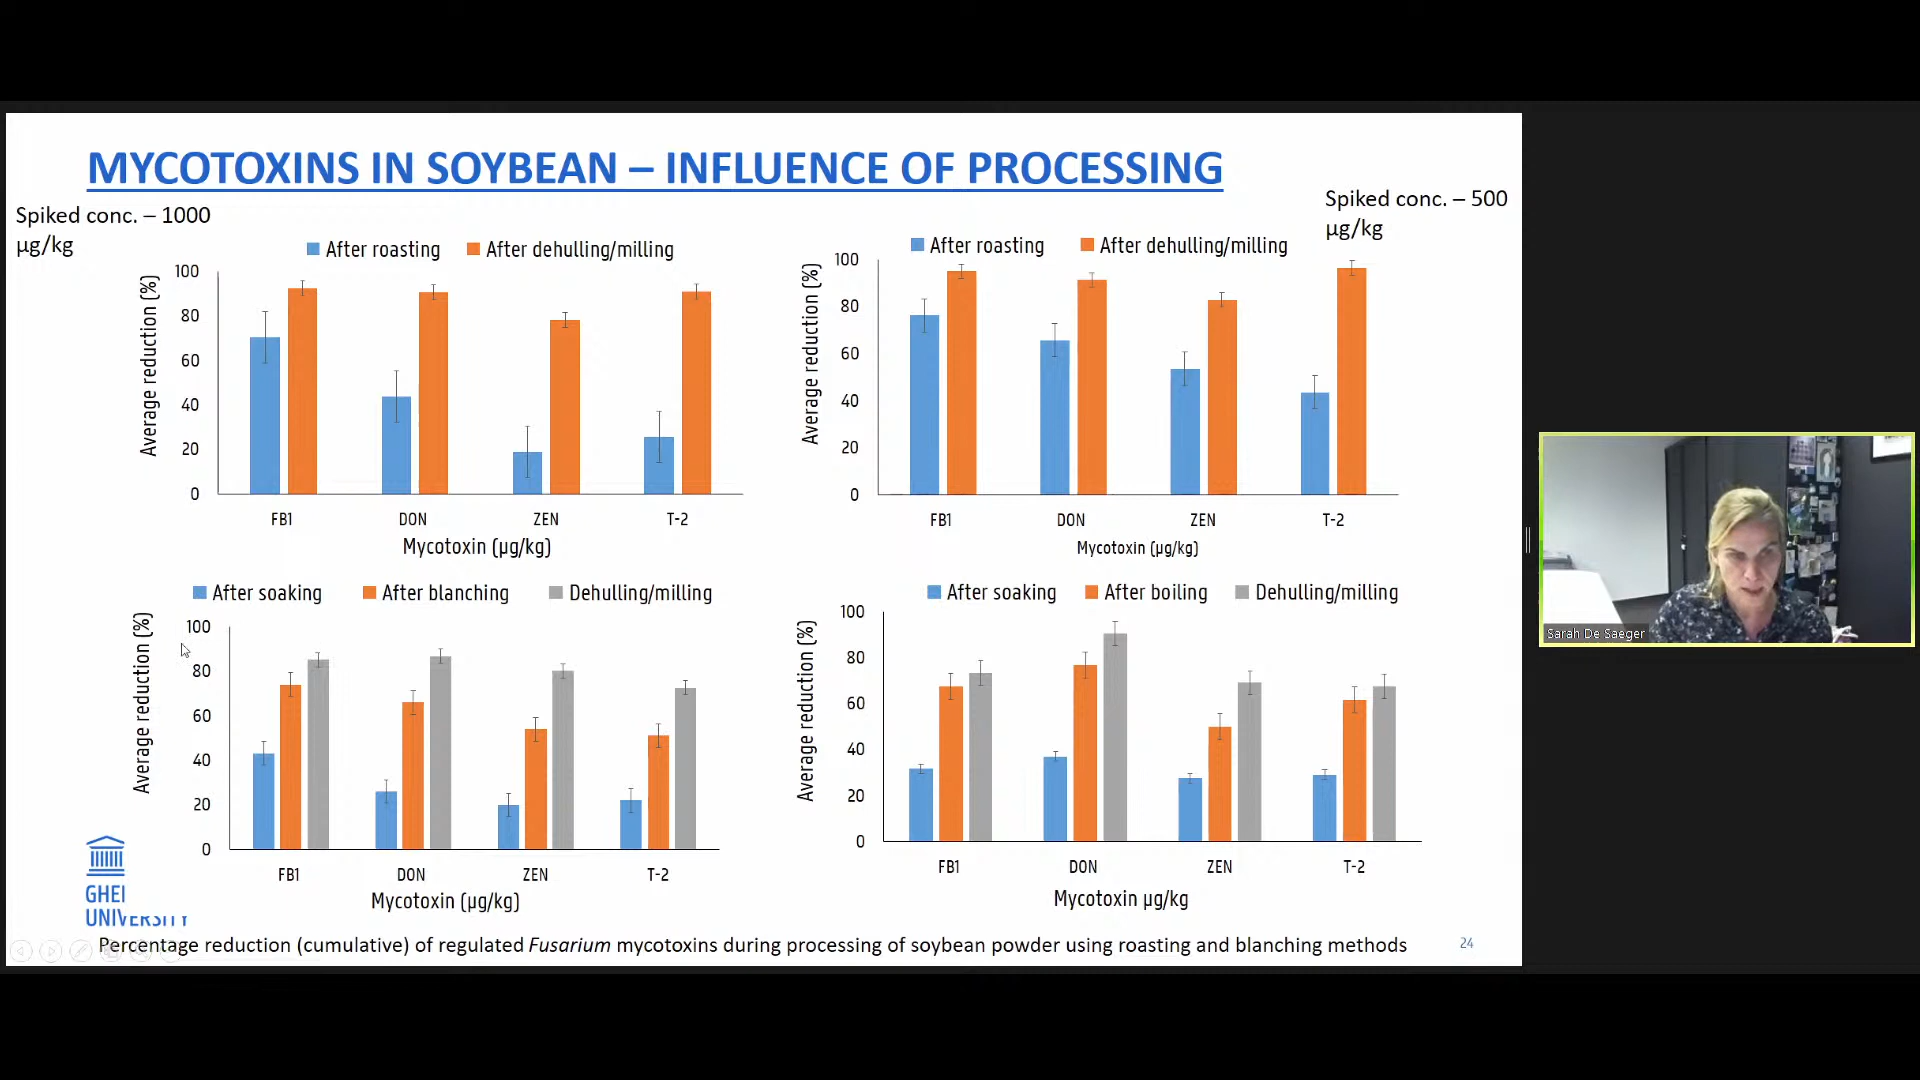 MYCOTOXINS IN SOYBEAN – INFLUENCE OF PROCESSING
Spiked conc. – 1000
µg/kg
Spiked conc. – 500
µg/kg
After roasting After dehulling/milling
Average reduction (%)
100
80
60
40
20
0
FB1 DON ZEN T-2
Mycotoxin (µg/kg)
After roasting After dehulling/milling
Average reduction (%)
100
80
60
40
20
0
FB1 DON ZEN T-2
Mycotoxin (µg/kg)
After soaking After blanching Dehulling/milling
Average reduction (%)
100
80
60
40
20
0
FB1 DON ZEN T-2
Mycotoxin (µg/kg)
After soaking After boiling Dehulling/milling
Average reduction (%)
100
80
60
40
20
0
FB1 DON ZEN T-2
Mycotoxin µg/kg
GHEI
UNIVERSITY
Percentage reduction (cumulative) of regulated Fusarium mycotoxins during processing of soybean powder using roasting and blanching methods
24
Sarah De Saeger